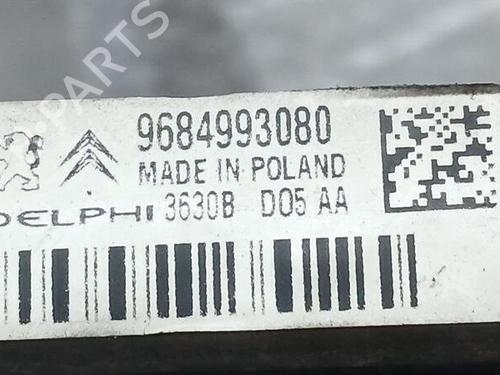 B-PARTS
9684993080
MADE IN POLAND
DELPHI 3630B D05 AA